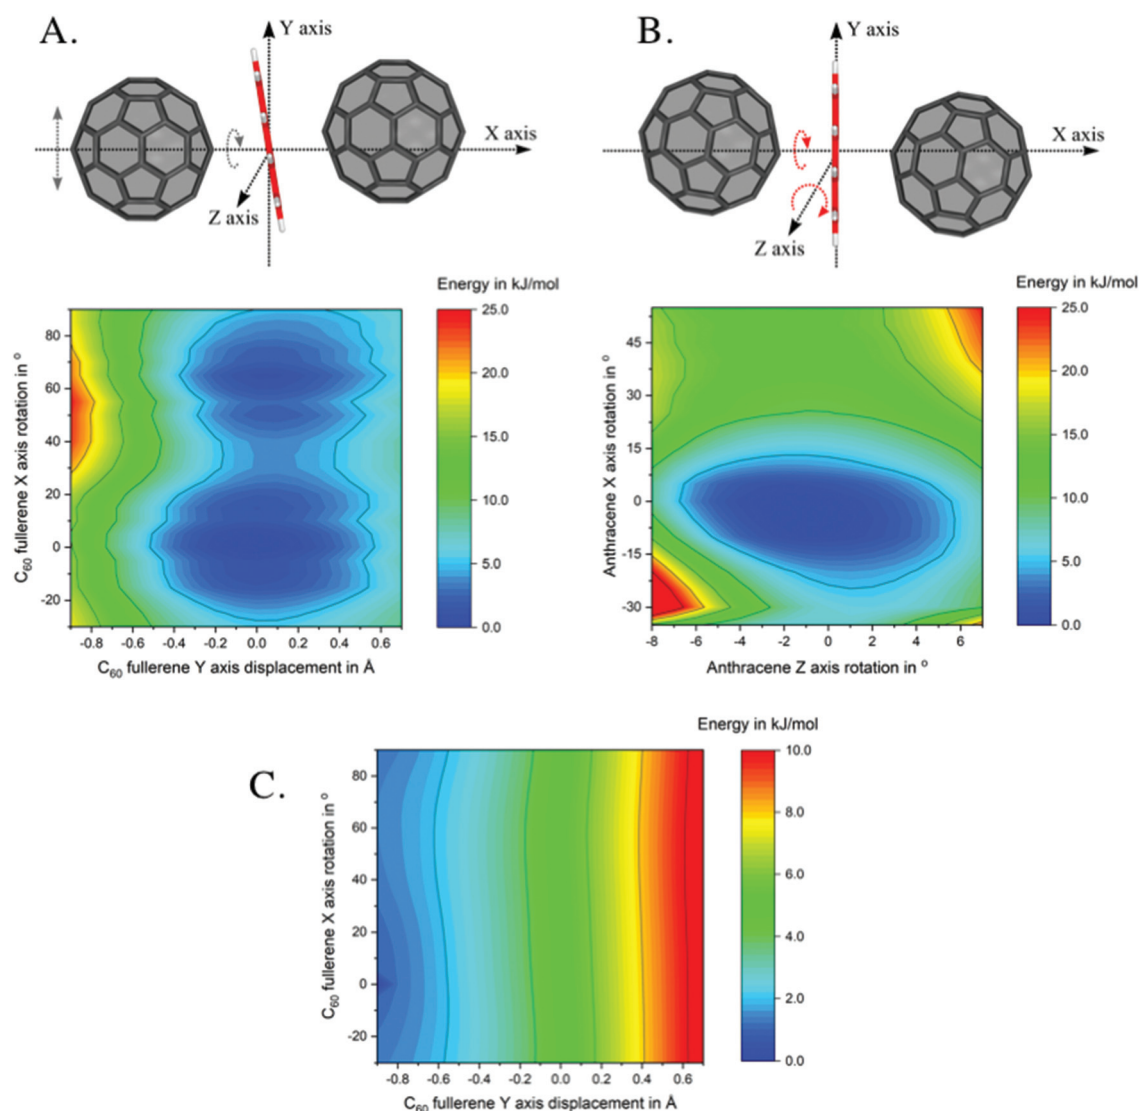 A.
Y axis
X axis
Z axis
B.
Y axis
X axis
Z axis
Energy in kJ/mol
25.0
20.0
15.0
10.0
5.0
0.0
C60 fullerene X axis rotation in °
80
60
40
20
0
-20
-0.8 -0.6 -0.4 -0.2 0.0 0.2 0.4 0.6
C60 fullerene Y axis displacement in Å
Energy in kJ/mol
25.0
20.0
15.0
10.0
5.0
0.0
Anthracene X axis rotation in °
45
30
15
0
-15
-30
-8 -6 -4 -2 0 2 4 6
Anthracene Z axis rotation in °
C.
Energy in kJ/mol
10.0
8.0
6.0
4.0
2.0
0.0
C60 fullerene X axis rotation in °
80
60
40
20
0
-20
-0.8 -0.6 -0.4 -0.2 0.0 0.2 0.4 0.6
C60 fullerene Y axis displacement in Å